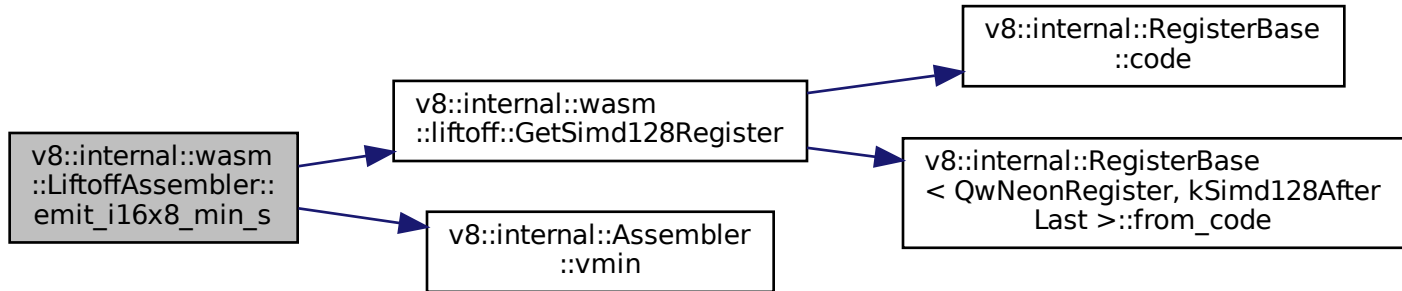 v8::internal::wasm
::LiftoffAssembler::
emit_i16x8_min_s
v8::internal::wasm
::liftoff::GetSimd128Register
v8::internal::RegisterBase
::code
v8::internal::RegisterBase
< QwNeonRegister, kSimd128After
Last >::from_code
v8::internal::Assembler
::vmin